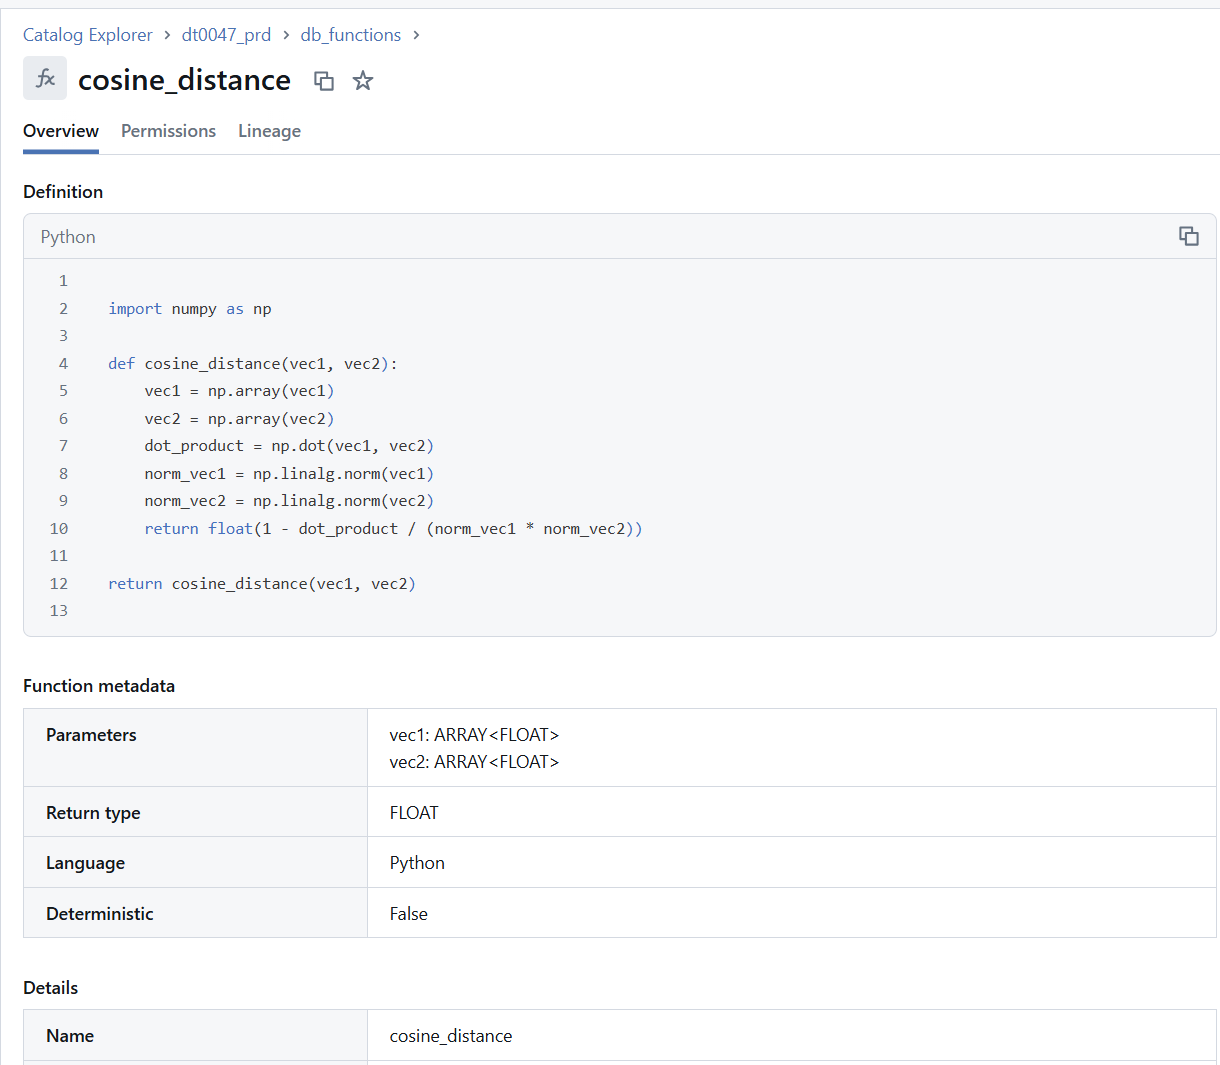 Catalog Explorer > dt0047_prd > db_functions >
fx cosine_distance
Overview Permissions Lineage
Definition
Python
1
2 import numpy as np
3
4 def cosine_distance(vec1, vec2):
5     vec1 = np.array(vec1)
6     vec2 = np.array(vec2)
7     dot_product = np.dot(vec1, vec2)
8     norm_vec1 = np.linalg.norm(vec1)
9     norm_vec2 = np.linalg.norm(vec2)
10     return float(1 - dot_product / (norm_vec1 * norm_vec2))
11
12 return cosine_distance(vec1, vec2)
13
Function metadata
Parameters vec1: ARRAY<FLOAT>
vec2: ARRAY<FLOAT>
Return type FLOAT
Language Python
Deterministic False
Details
Name cosine_distance